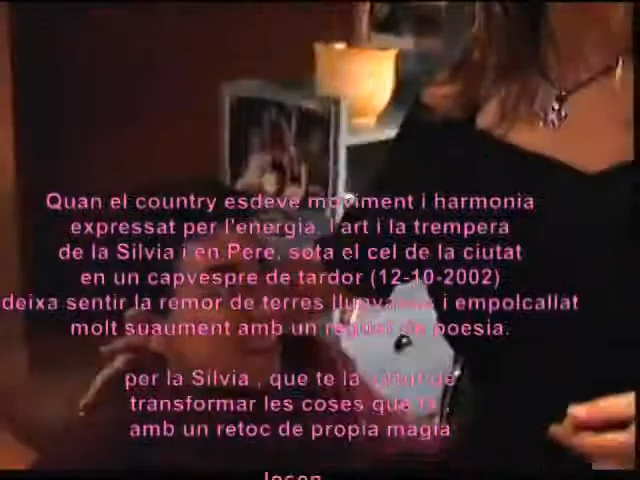 Quan el country esdeve moviment i harmonia
expressat per l'energia, l'art i la trempera
de la Silvia i en Pere, sota el cel de la ciutat
en un capvespre de tardor (12-10-2002)
deixa sentir la remor de terres llunyanes i empolcallat
molt suaument amb un regust de poesia.
per la Silvia , que te la virtut de
transformar les coses que fa
amb un retoc de propia magia